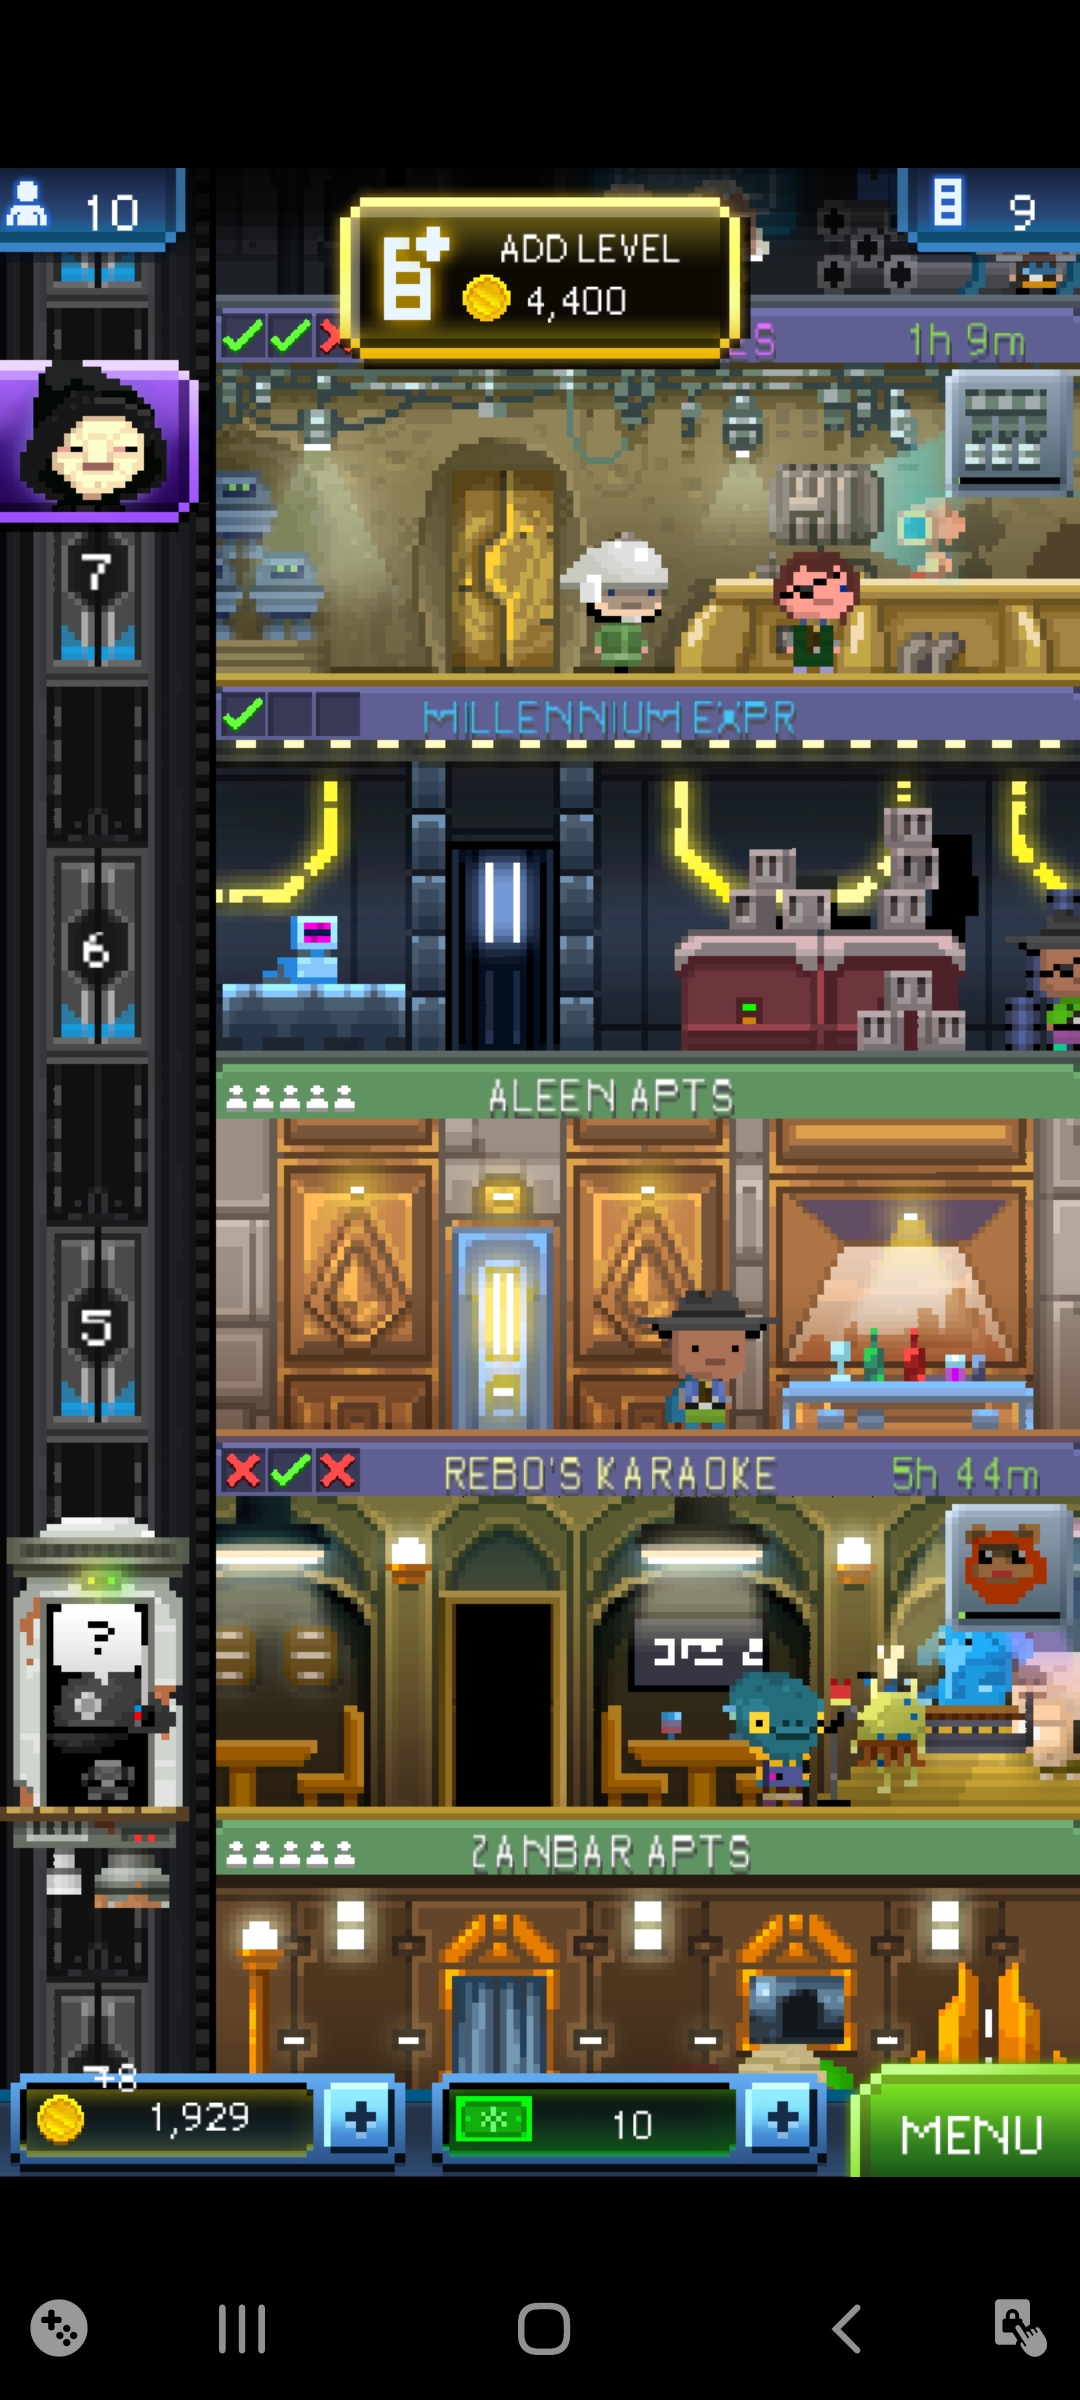 10
ADD LEVEL
4,400
9
1h 9m
7
MILLENNIUM EXPR
6
ALEEN APTS
5
REBO'S KARAOKE
5h 44m
?
ZANBAR APTS
+8
1,929
10
MENU